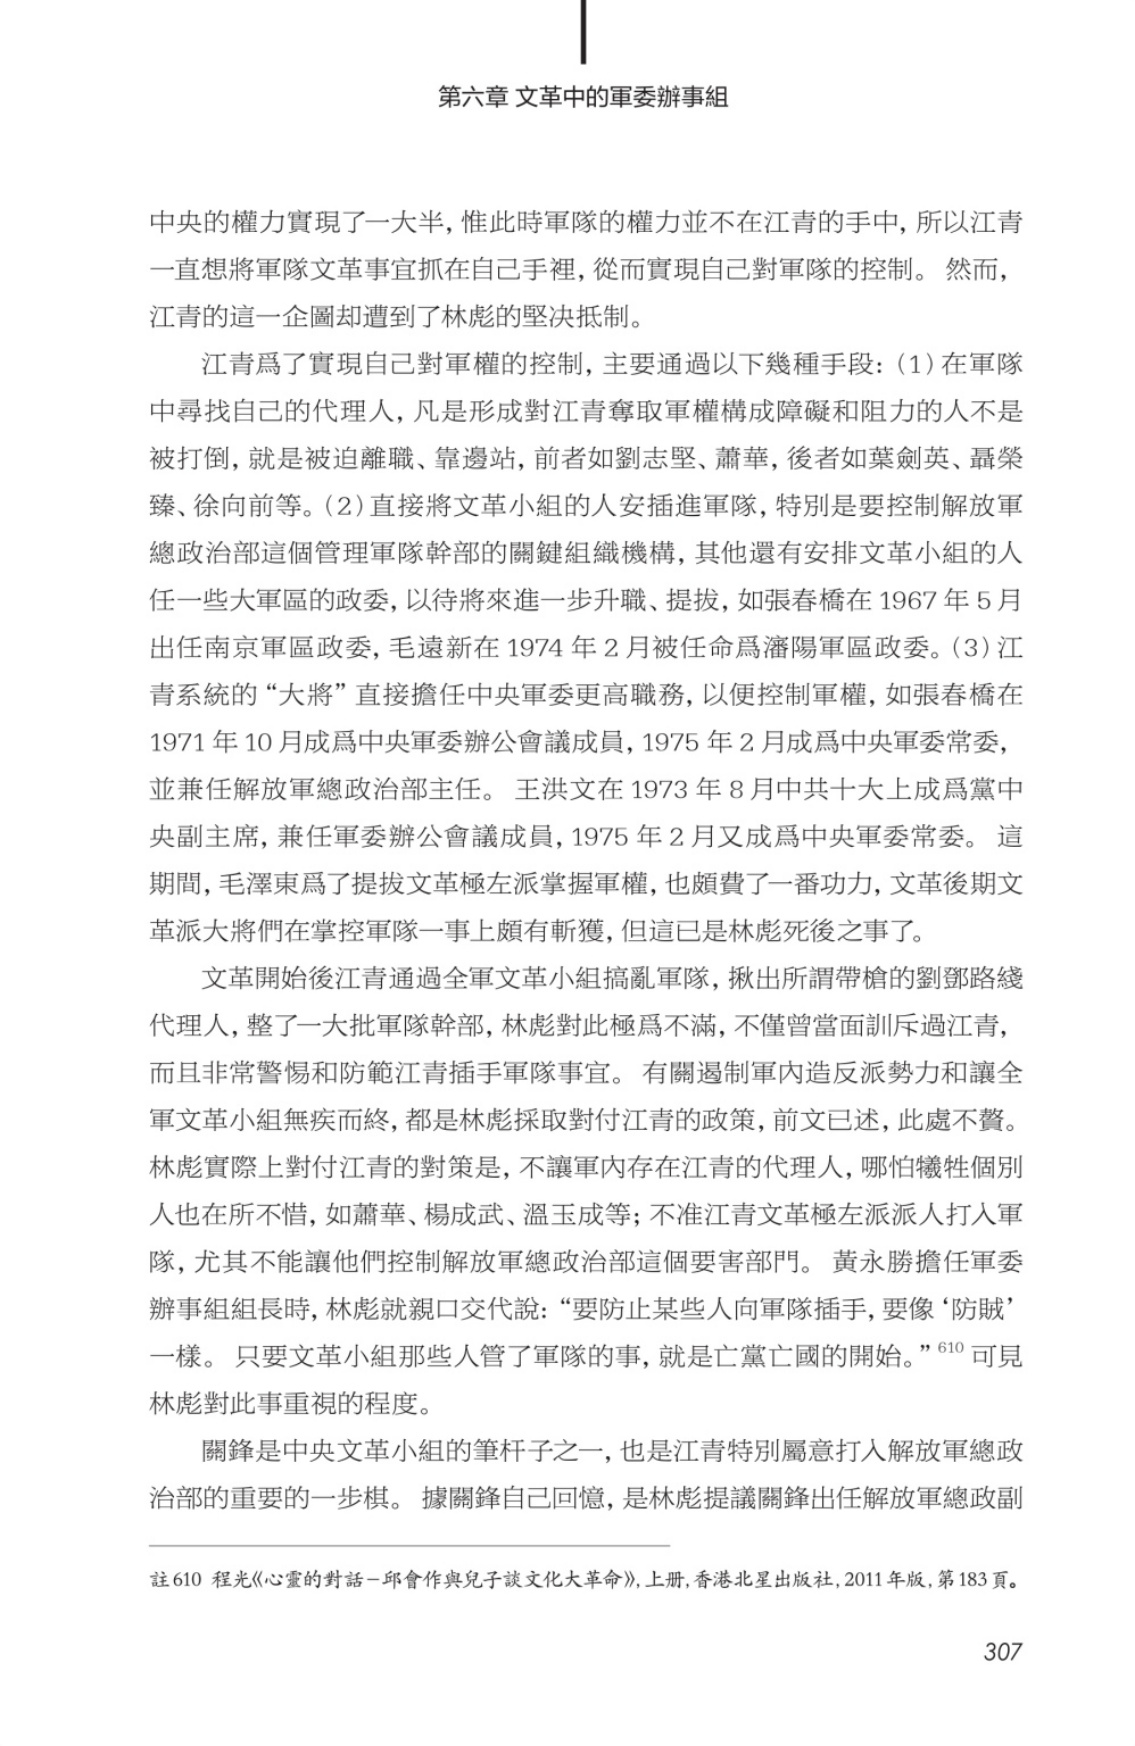 第六章 文革中的軍委辦事組
中央的權力實現了一大半, 惟此時軍隊的權力並不在江青的手中, 所以江青
一直想將軍隊文革事宜抓在自己手裡, 從而實現自己對軍隊的控制。 然而,
江青的這一企圖却遭到了林彪的堅決抵制。
江青爲了實現自己對軍權的控制, 主要通過以下幾種手段: (1) 在軍隊
中尋找自己的代理人, 凡是形成對江青奪取軍權構成障礙和阻力的人不是
被打倒, 就是被迫離職、靠邊站, 前者如劉志堅、蕭華, 後者如葉劍英、聶榮
臻、徐向前等。(2) 直接將文革小組的人安插進軍隊, 特別是要控制解放軍
總政治部這個管理軍隊幹部的關鍵組織機構, 其他還有安排文革小組的人
任一些大軍區的政委, 以待將來進一步升職、提拔, 如張春橋在 1967 年 5 月
出任南京軍區政委, 毛遠新在 1974 年 2 月被任命爲瀋陽軍區政委。(3) 江
青系統的 “大將” 直接擔任中央軍委更高職務, 以便控制軍權, 如張春橋在
1971 年 10 月成爲中央軍委辦公會議成員, 1975 年 2 月成爲中央軍委常委,
並兼任解放軍總政治部主任。 王洪文在 1973 年 8 月中共十大上成爲黨中
央副主席, 兼任軍委辦公會議成員, 1975 年 2 月又成爲中央軍委常委。 這
期間, 毛澤東爲了提拔文革極左派掌握軍權, 也頗費了一番功力, 文革後期文
革派大將們在掌控軍隊一事上頗有斬獲, 但這已是林彪死後之事了。
文革開始後江青通過全軍文革小組搞亂軍隊, 揪出所謂帶槍的劉鄧路綫
代理人, 整了一大批軍隊幹部, 林彪對此極爲不滿, 不僅曾當面訓斥過江青,
而且非常警惕和防範江青插手軍隊事宜。 有關遏制軍內造反派勢力和讓全
軍文革小組無疾而終, 都是林彪採取對付江青的政策, 前文已述, 此處不贅。
林彪實際上對付江青的對策是, 不讓軍內存在江青的代理人, 哪怕犧牲個別
人也在所不惜, 如蕭華、楊成武、溫玉成等; 不准江青文革極左派派人打入軍
隊, 尤其不能讓他們控制解放軍總政治部這個要害部門。 黃永勝擔任軍委
辦事組組長時, 林彪就親口交代說: “要防止某些人向軍隊插手, 要像 ‘防賊’
一樣。 只要文革小組那些人管了軍隊的事, 就是亡黨亡國的開始。” 610 可見
林彪對此事重視的程度。
關鋒是中央文革小組的筆杆子之一, 也是江青特別屬意打入解放軍總政
治部的重要的一步棋。 據關鋒自己回憶, 是林彪提議關鋒出任解放軍總政副
註 610 程光《心靈的對話－邱會作與兒子談文化大革命》, 上册, 香港北星出版社, 2011 年版, 第 183 頁。
307